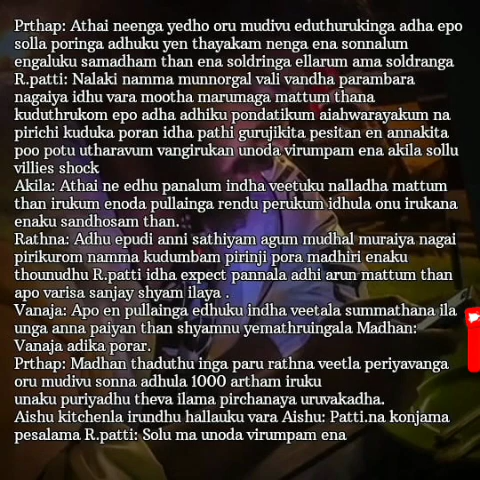 Prthap: Athai neenga yedho oru mudivu eduthurukinga adha epo
solla poringa adhuku yen thayakam nenga ena sonnalum
engaluku samadham than ena soldringa ellarum ama soldranga
R.patti: Nalaki namma munnorgal vali vandha parambara
nagaiya idhu vara mootha marumaga mattum thana
kuduthrukom epo adha adhiku pondatikum aiahwarayakum na
pirichi kuduka poran idha pathi gurujikita pesitan en annakita
poo potu utharavum vangirukan unoda virumpam ena akila sollu
villies shock
Akila: Athai ne edhu panalum indha veetuku nalladha mattum
than irukum enoda pullainga rendu perukum idhula onu irukana
enaku sandhosam than.
Rathna: Adhu epudi anni sathiyam agum mudhal muraiya nagai
pirikurom namma kudumbam pirinji pora madhiri enaku
thounudhu R.patti idha expect pannala adhi arun mattum than
apo varisa sanjay shyam ilaya .
Vanaja: Apo en pullainga edhuku indha veetala summathana ila
unga anna paiyan than shyamnu yemathruingala Madhan:
Vanaja adika porar.
Prthap: Madhan thaduthu inga paru rathna veetla periyavanga
oru mudivu sonna adhula 1000 artham iruku
unaku puriyadhu theva ilama pirchanaya uruvakadha.
Aishu kitchenla irundhu hallauku vara Aishu: Patti.na konjama
pesalama R.patti: Solu ma unoda virumpam ena